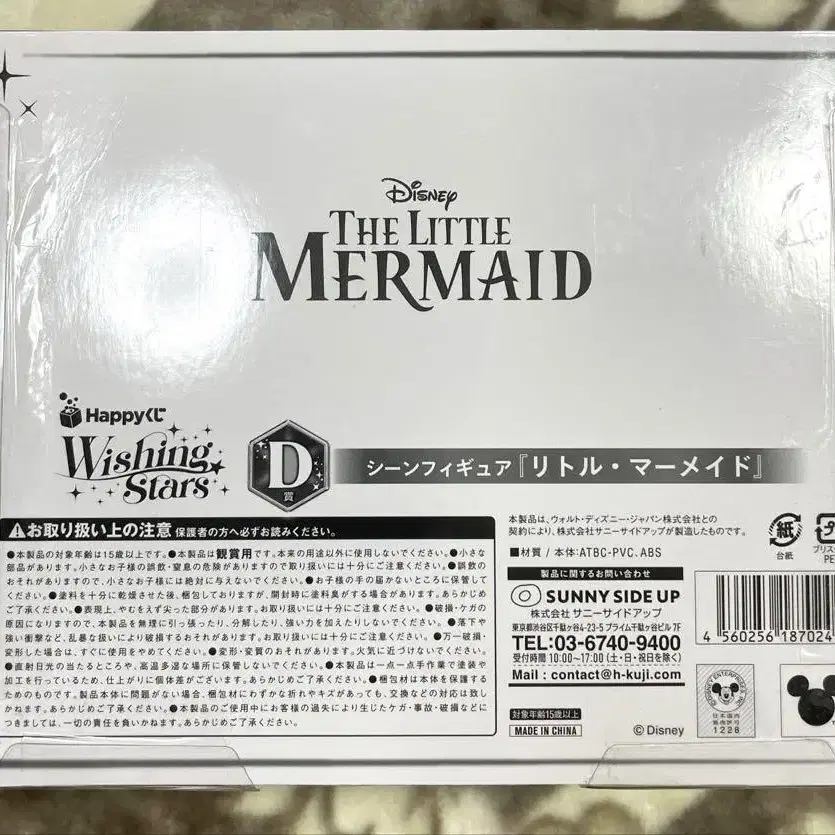 Disney
THE LITTLE
MERMAID
Happyくじ
Wishing
Stars
D
賞
シーンフィギュア『リトル・マーメイド』
お取り扱い上の注意 保護者の方へ必ずお読みください。
●本製品の対象年齢は15歳以上です。●本製品は観賞用です。本来の用途以外に使用しないでください。●小さな
部品があります。小さなお子様の誤飲・窒息の危険がありますので取り扱いには十分にご注意ください。●誤飲の
おそれがありますので、小さなお子様には絶対に与えないでください。●お子様の手の届かないところに保管して
ください。●塗料を十分に乾燥させた後、梱包しておりますが、開封時に塗料臭がする場合があります。あらかじめ
ご了承ください。●表現上、やむをえず尖った部分があります。お取り扱いには十分にご注意ください。●破損・ケガの
原因になりますので、本製品を無理に引っ張ったり、分解したり、強い力を加えたりしないでください。●落下や
強い衝撃など、乱暴な扱いにより破損するおそれがあります。お取り扱いには十分にご注意ください。●万一破損・
変形した場合は、すぐに使用をやめてください。●変形・変質のおそれがあります。火気に近づけないでください。
●直射日光の当たるところや、高温多湿な場所に保管しないでください。●本製品は一点一点手作業で塗装や
加工を行っているため、仕上がりに個体差がございます。あらかじめご了承ください。●梱包材は本体を保護する
ためのものです。製品本体に問題がない場合、梱包材にわずかな折れやキズがあっても、交換などの対応は致し
かねます。あらかじめご了承ください。●本製品のご使用中にお客様の過失により生じたケガ・事故・破損などに
つきましては、一切の責任を負いかねます。あらかじめご了承ください。
本製品は、ウォルト・ディズニー・ジャパン株式会社との
契約により、株式会社サニーサイドアップが製造したものです。
■材質 / 本体:ATBC-PVC、ABS
紙
台紙
PE
製品に関するお問い合わせ
SUNNY SIDE UP
株式会社 サニーサイドアップ
東京都渋谷区千駄ヶ谷4-23-5 プライム千駄ヶ谷ビル 7F
TEL:03-6740-9400
受付時間 10:00～17:00(土・日・祝日を除く)
Mail : contact@h-kuji.com
4 560256 187024
対象年齢15歳以上
MADE IN CHINA
©Disney
DISNEY ENTERPRISES INC.
日本国内
販売許可
1228